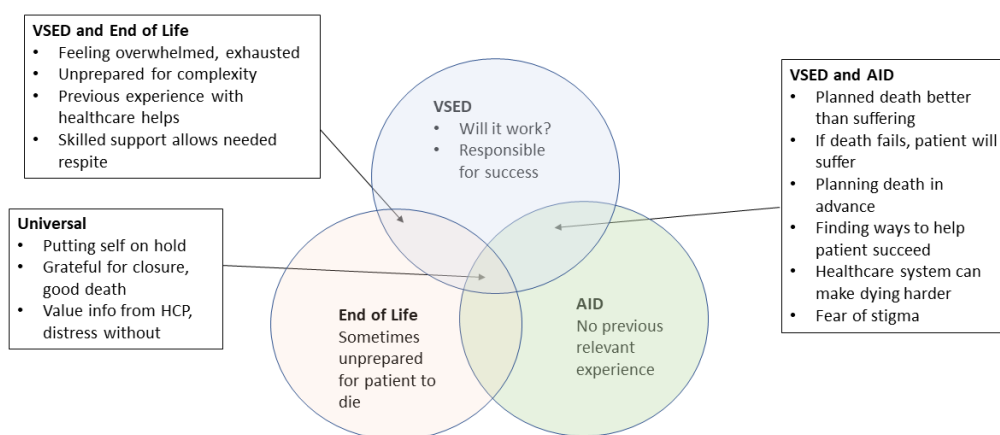 VSED and End of Life
• Feeling overwhelmed, exhausted
• Unprepared for complexity
• Previous experience with
healthcare helps
• Skilled support allows needed
respite
Universal
• Putting self on hold
• Grateful for closure,
good death
• Value info from HCP,
distress without
VSED
• Will it work?
• Responsible
for success
End of Life
Sometimes
unprepared
for patient to
die
AID
No previous
relevant
experience
VSED and AID
• Planned death better
than suffering
• If death fails, patient will
suffer
• Planning death in
advance
• Finding ways to help
patient succeed
• Healthcare system can
make dying harder
• Fear of stigma